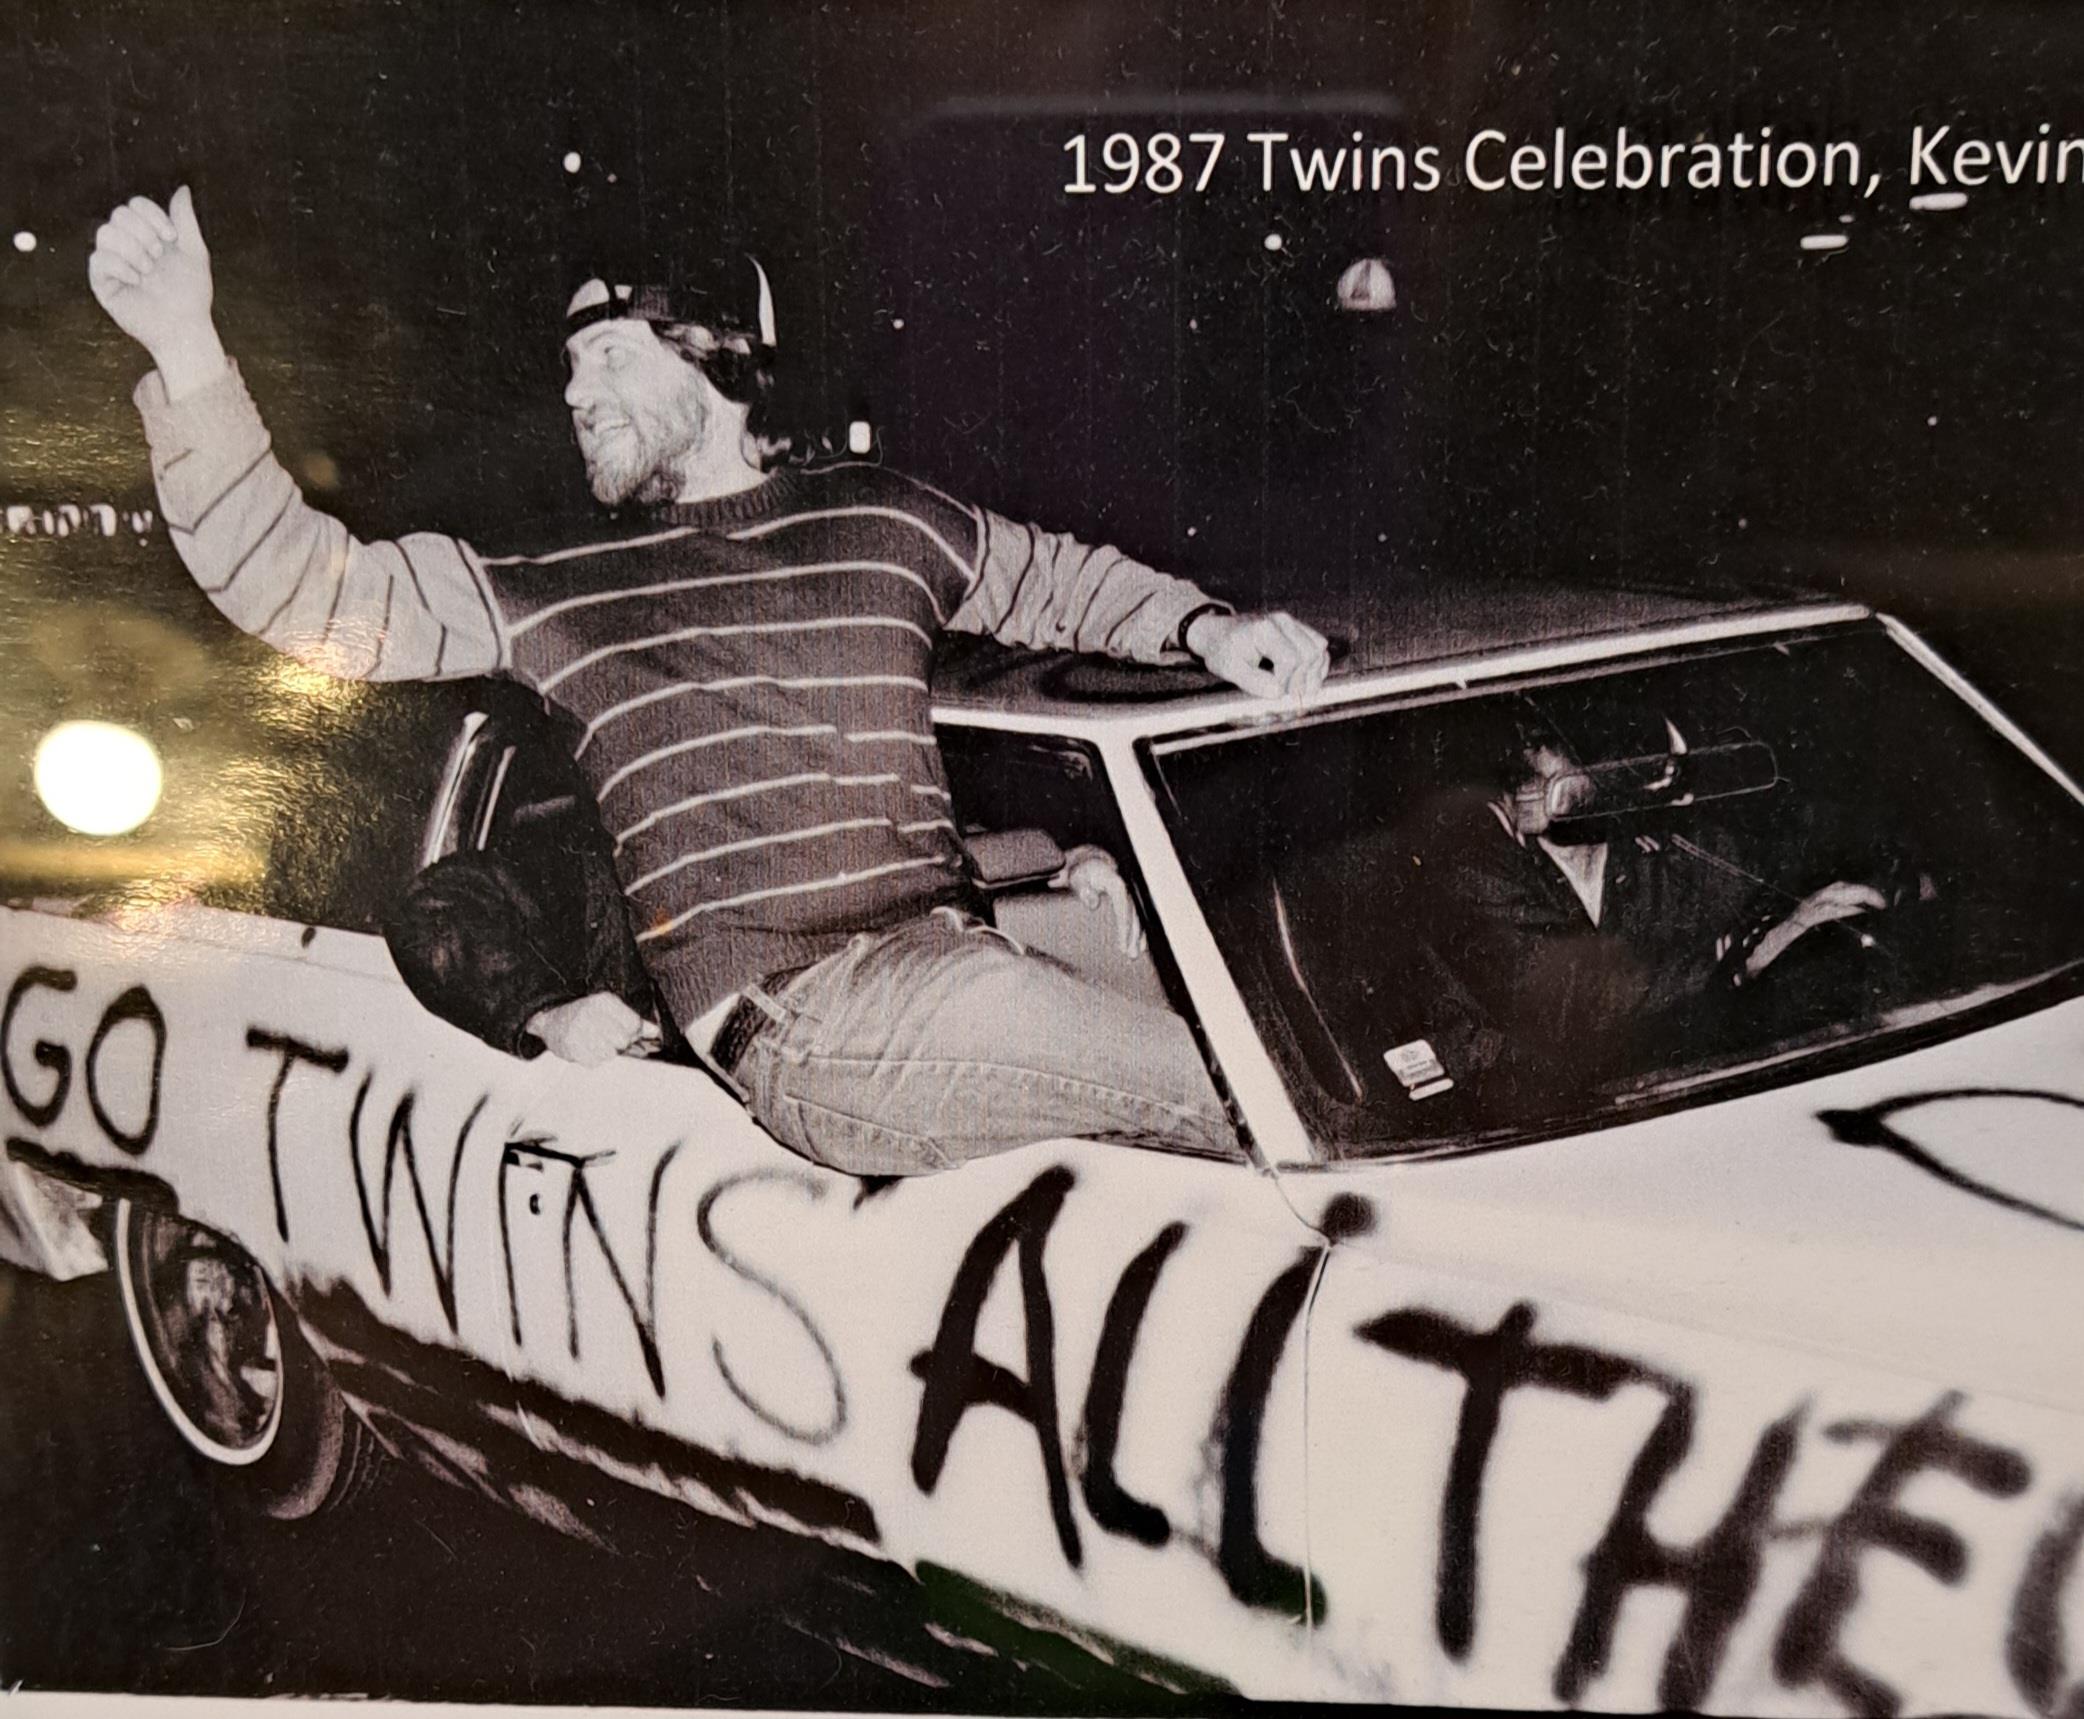 1987 Twins Celebration, Kevin
GO TWINS ALL THE